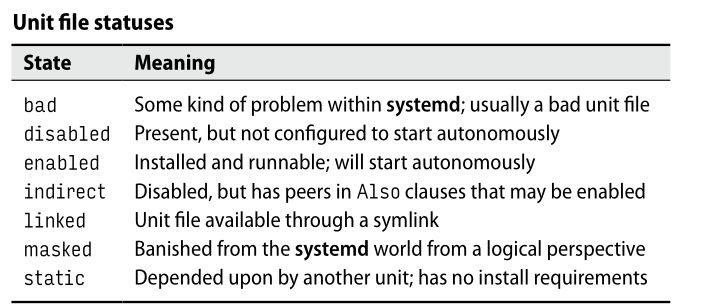 Unit file statuses
State Meaning
bad Some kind of problem within systemd; usually a bad unit file
disabled Present, but not configured to start autonomously
enabled Installed and runnable; will start autonomously
indirect Disabled, but has peers in Also clauses that may be enabled
linked Unit file available through a symlink
masked Banished from the systemd world from a logical perspective
static Depended upon by another unit; has no install requirements